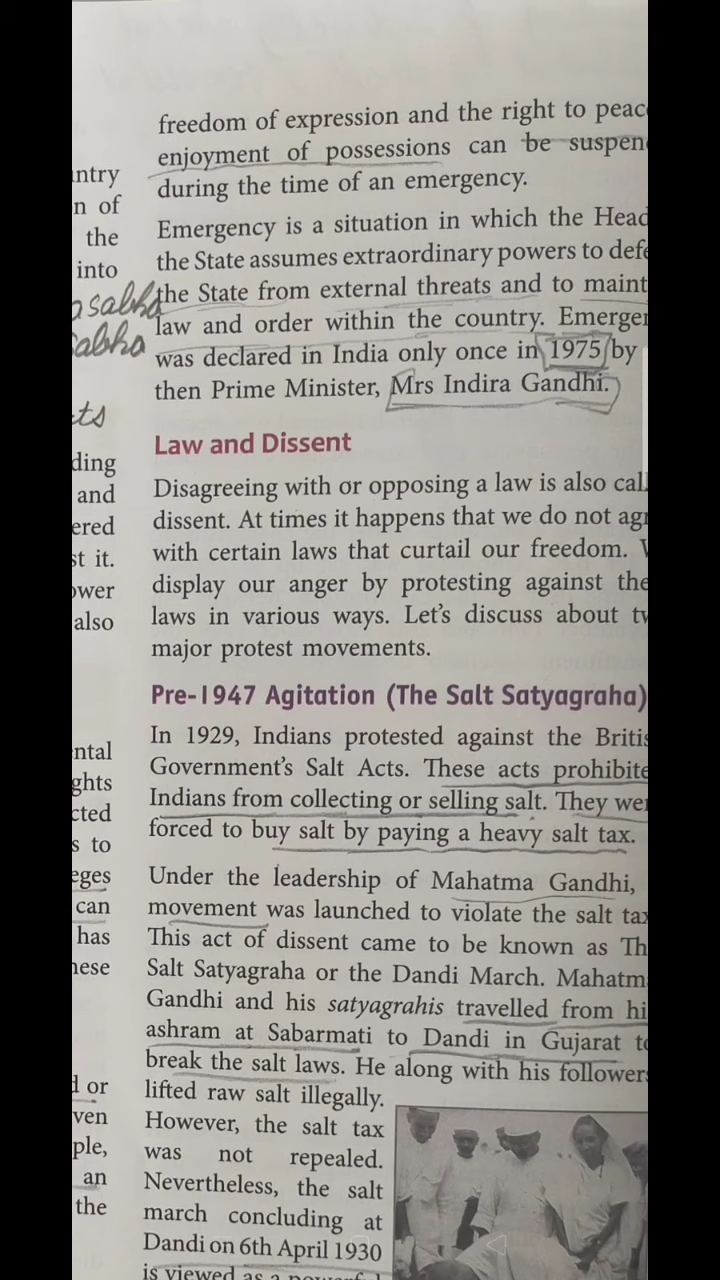 ntry
n of
the
into
sabha
sabha
ts
ding
and
ered
st it.
ower
also
ntal
ghts
cted
s to
eges
can
has
hese
d or
ven
ple,
an
the
freedom of expression and the right to peac
enjoyment of possessions can be suspen
during the time of an emergency.
Emergency is a situation in which the Head
the State assumes extraordinary powers to defe
the State from external threats and to maint
law and order within the country. Emerge
was declared in India only once in 1975 by
then Prime Minister, Mrs Indira Gandhi.
Law and Dissent
Disagreeing with or opposing a law is also cal
dissent. At times it happens that we do not ag
with certain laws that curtail our freedom.
display our anger by protesting against the
laws in various ways. Let's discuss about tw
major protest movements.
Pre-1947 Agitation (The Salt Satyagraha)
In 1929, Indians protested against the Britis
Government's Salt Acts. These acts prohibite
Indians from collecting or selling salt. They wer
forced to buy salt by paying a heavy salt tax.
Under the leadership of Mahatma Gandhi,
movement was launched to violate the salt tax
This act of dissent came to be known as Th
Salt Satyagraha or the Dandi March. Mahatm
Gandhi and his satyagrahis travelled from hi
ashram at Sabarmati to Dandi in Gujarat to
break the salt laws. He along with his follower
lifted raw salt illegally.
However, the salt tax
was not repealed.
Nevertheless, the salt
march concluding at
Dandi on 6th April 1930
is viewed as a